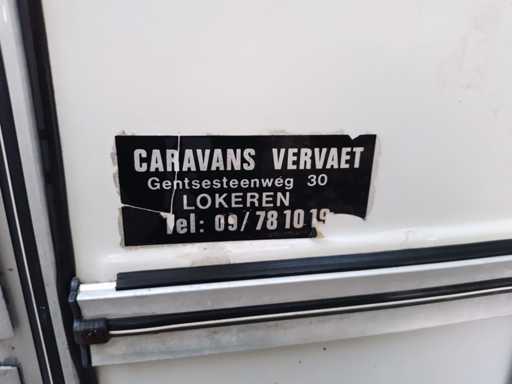 CARAVANS VERVAET
Gentsesteenweg 30
LOKEREN
Tel: 09/ 78 10 19